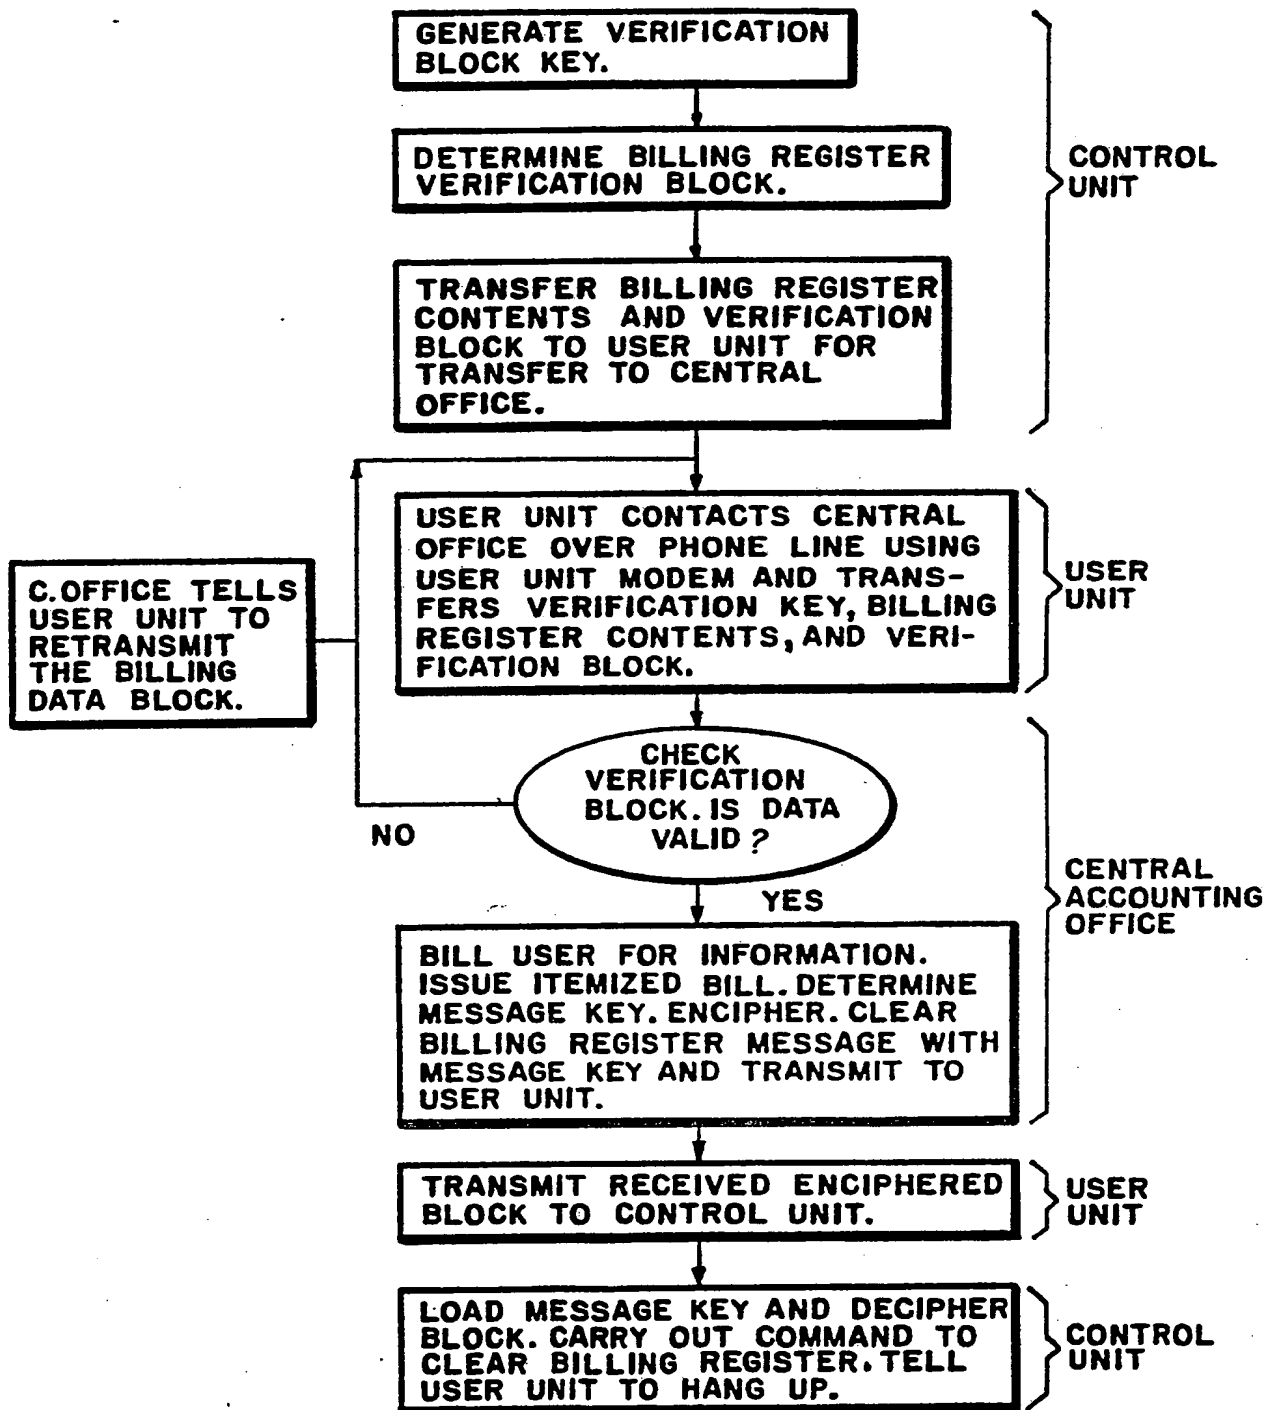 GENERATE VERIFICATION
BLOCK KEY.
DETERMINE BILLING REGISTER
VERIFICATION BLOCK.
TRANSFER BILLING REGISTER
CONTENTS AND VERIFICATION
BLOCK TO USER UNIT FOR
TRANSFER TO CENTRAL
OFFICE.
CONTROL
UNIT
USER UNIT CONTACTS CENTRAL
OFFICE OVER PHONE LINE USING
USER UNIT MODEM AND TRANS-
FERS VERIFICATION KEY, BILLING
REGISTER CONTENTS, AND VERI-
FICATION BLOCK.
USER
UNIT
C.OFFICE TELLS
USER UNIT TO
RETRANSMIT
THE BILLING
DATA BLOCK.
CHECK
VERIFICATION
BLOCK. IS DATA
VALID?
NO
YES
BILL USER FOR INFORMATION.
ISSUE ITEMIZED BILL. DETERMINE
MESSAGE KEY. ENCIPHER. CLEAR
BILLING REGISTER MESSAGE WITH
MESSAGE KEY AND TRANSMIT TO
USER UNIT.
CENTRAL
ACCOUNTING
OFFICE
TRANSMIT RECEIVED ENCIPHERED
BLOCK TO CONTROL UNIT.
USER
UNIT
LOAD MESSAGE KEY AND DECIPHER
BLOCK. CARRY OUT COMMAND TO
CLEAR BILLING REGISTER. TELL
USER UNIT TO HANG UP.
CONTROL
UNIT